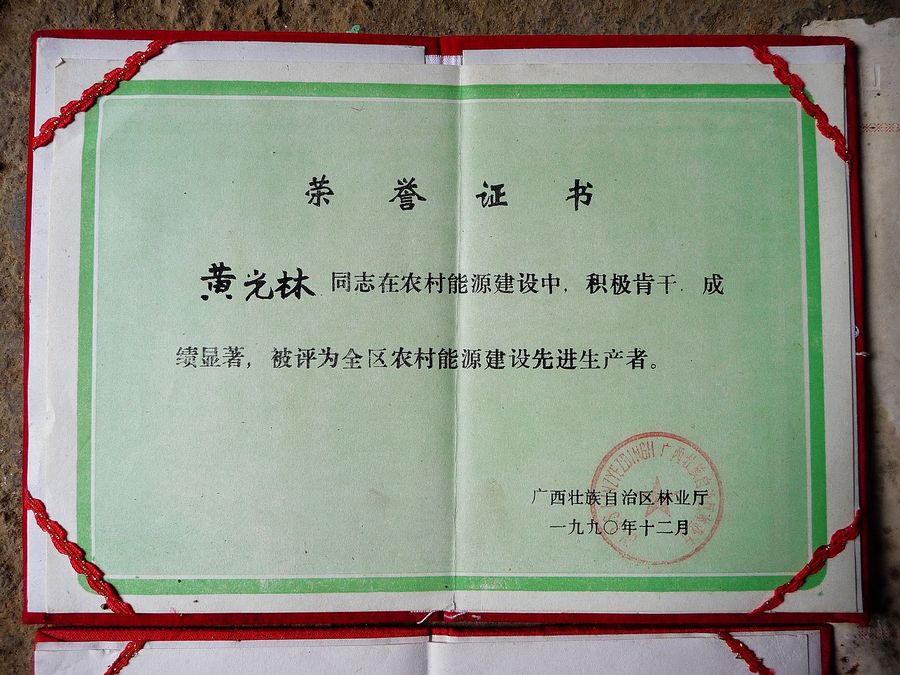 荣誉证书
黄光林 同志在农村能源建设中，积极肯干，成
绩显著，被评为全区农村能源建设先进生产者。
广西壮族自治区林业厅
一九九〇年十二月